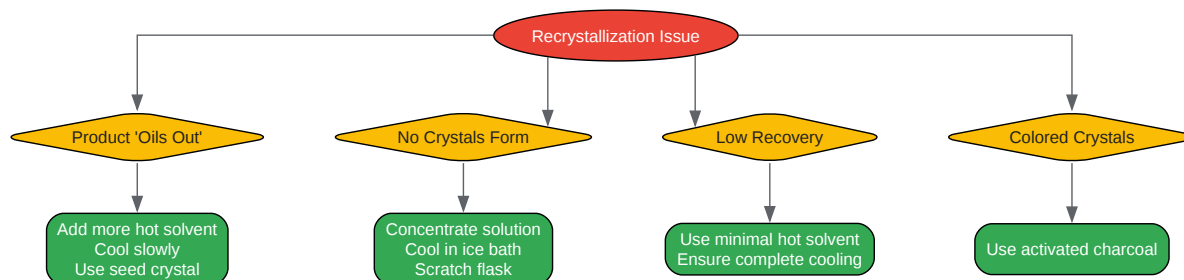 Recrystallization Issue
Product 'Oils Out'
No Crystals Form
Low Recovery
Colored Crystals
Add more hot solvent
Cool slowly
Use seed crystal
Concentrate solution
Cool in ice bath
Scratch flask
Use minimal hot solvent
Ensure complete cooling
Use activated charcoal